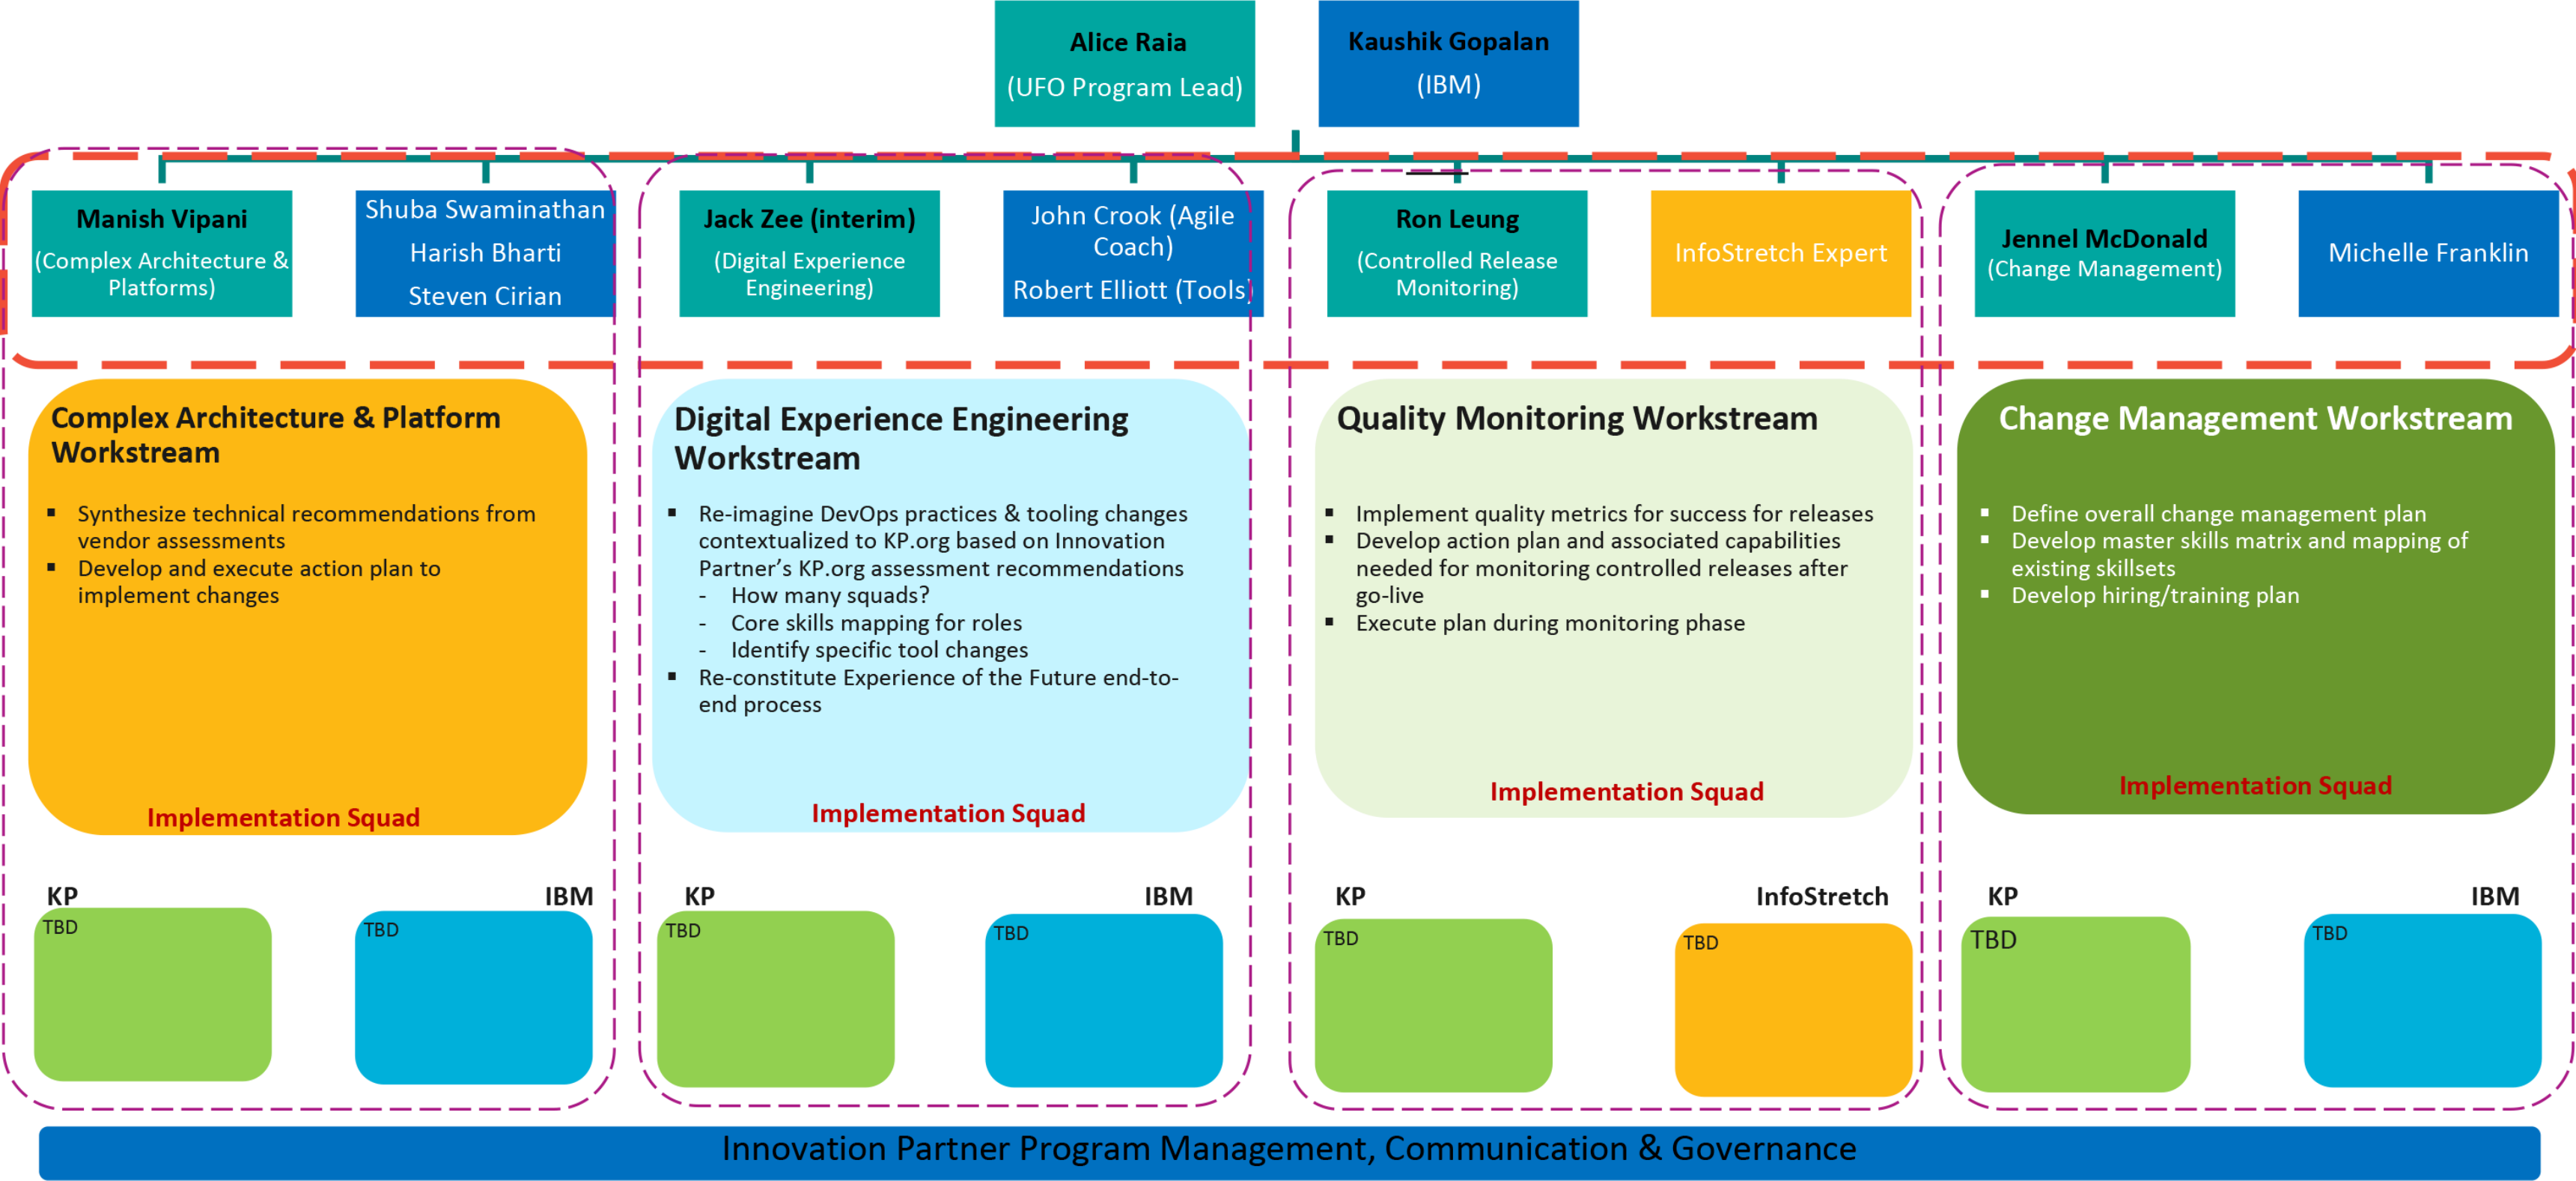 Alice Raia
(UFO Program Lead)
Kaushik Gopalan
(IBM)
Manish Vipani
(Complex Architecture &
Platforms)
Shuba Swaminathan
Harish Bharti
Steven Cirian
Jack Zee (interim)
(Digital Experience
Engineering)
John Crook (Agile
Coach)
Robert Elliott (Tools)
Ron Leung
(Controlled Release
Monitoring)
InfoStretch Expert
Jennel McDonald
(Change Management)
Michelle Franklin
Complex Architecture & Platform
Workstream
▪ Synthesize technical recommendations from
vendor assessments
▪ Develop and execute action plan to
implement changes
Implementation Squad
Digital Experience Engineering
Workstream
▪ Re-imagine DevOps practices & tooling changes
contextualized to KP.org based on Innovation
Partner’s KP.org assessment recommendations
- How many squads?
- Core skills mapping for roles
- Identify specific tool changes
▪ Re-constitute Experience of the Future end-to-
end process
Implementation Squad
Quality Monitoring Workstream
▪ Implement quality metrics for success for releases
▪ Develop action plan and associated capabilities
needed for monitoring controlled releases after
go-live
▪ Execute plan during monitoring phase
Implementation Squad
Change Management Workstream
▪ Define overall change management plan
▪ Develop master skills matrix and mapping of
existing skillsets
▪ Develop hiring/training plan
Implementation Squad
KP
TBD
IBM
TBD
KP
TBD
IBM
TBD
KP
TBD
InfoStretch
TBD
KP
TBD
IBM
TBD
Innovation Partner Program Management, Communication & Governance